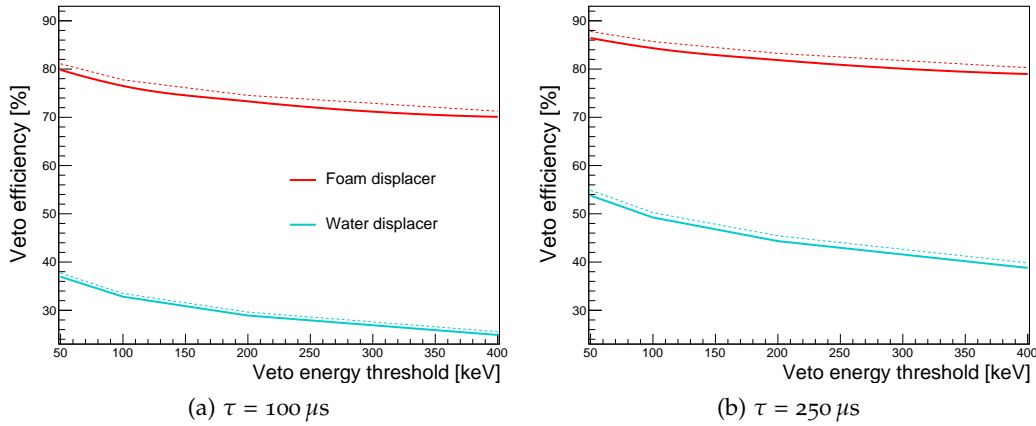 90
80
70
60
50
40
30
Veto efficiency [%]
Foam displacer
Water displacer
50 100 150 200 250 300 350 400
Veto energy threshold [keV]
(a) τ = 100 μs
90
80
70
60
50
40
30
Veto efficiency [%]
50 100 150 200 250 300 350 400
Veto energy threshold [keV]
(b) τ = 250 μs